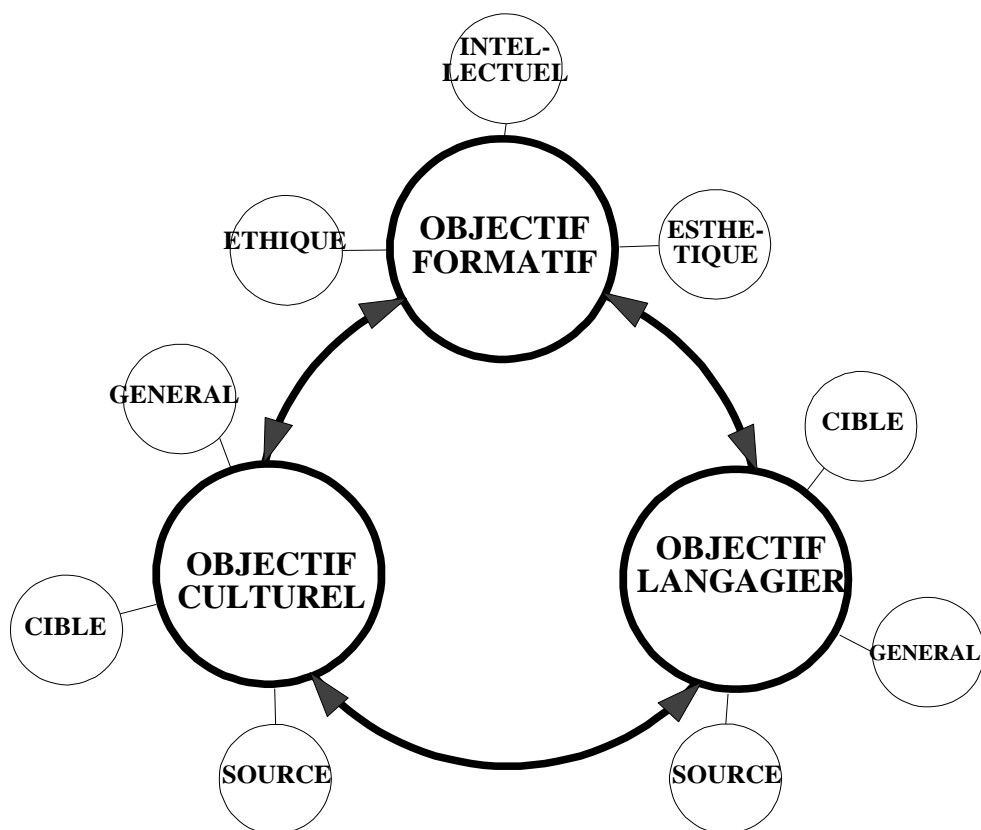 INTEL-
LECTUEL
OBJECTIF
FORMATIF
ETHIQUE
ESTHE-
TIQUE
GENERAL
CIBLE
OBJECTIF
CULTUREL
OBJECTIF
LANGAGIER
CIBLE
GENERAL
SOURCE
SOURCE